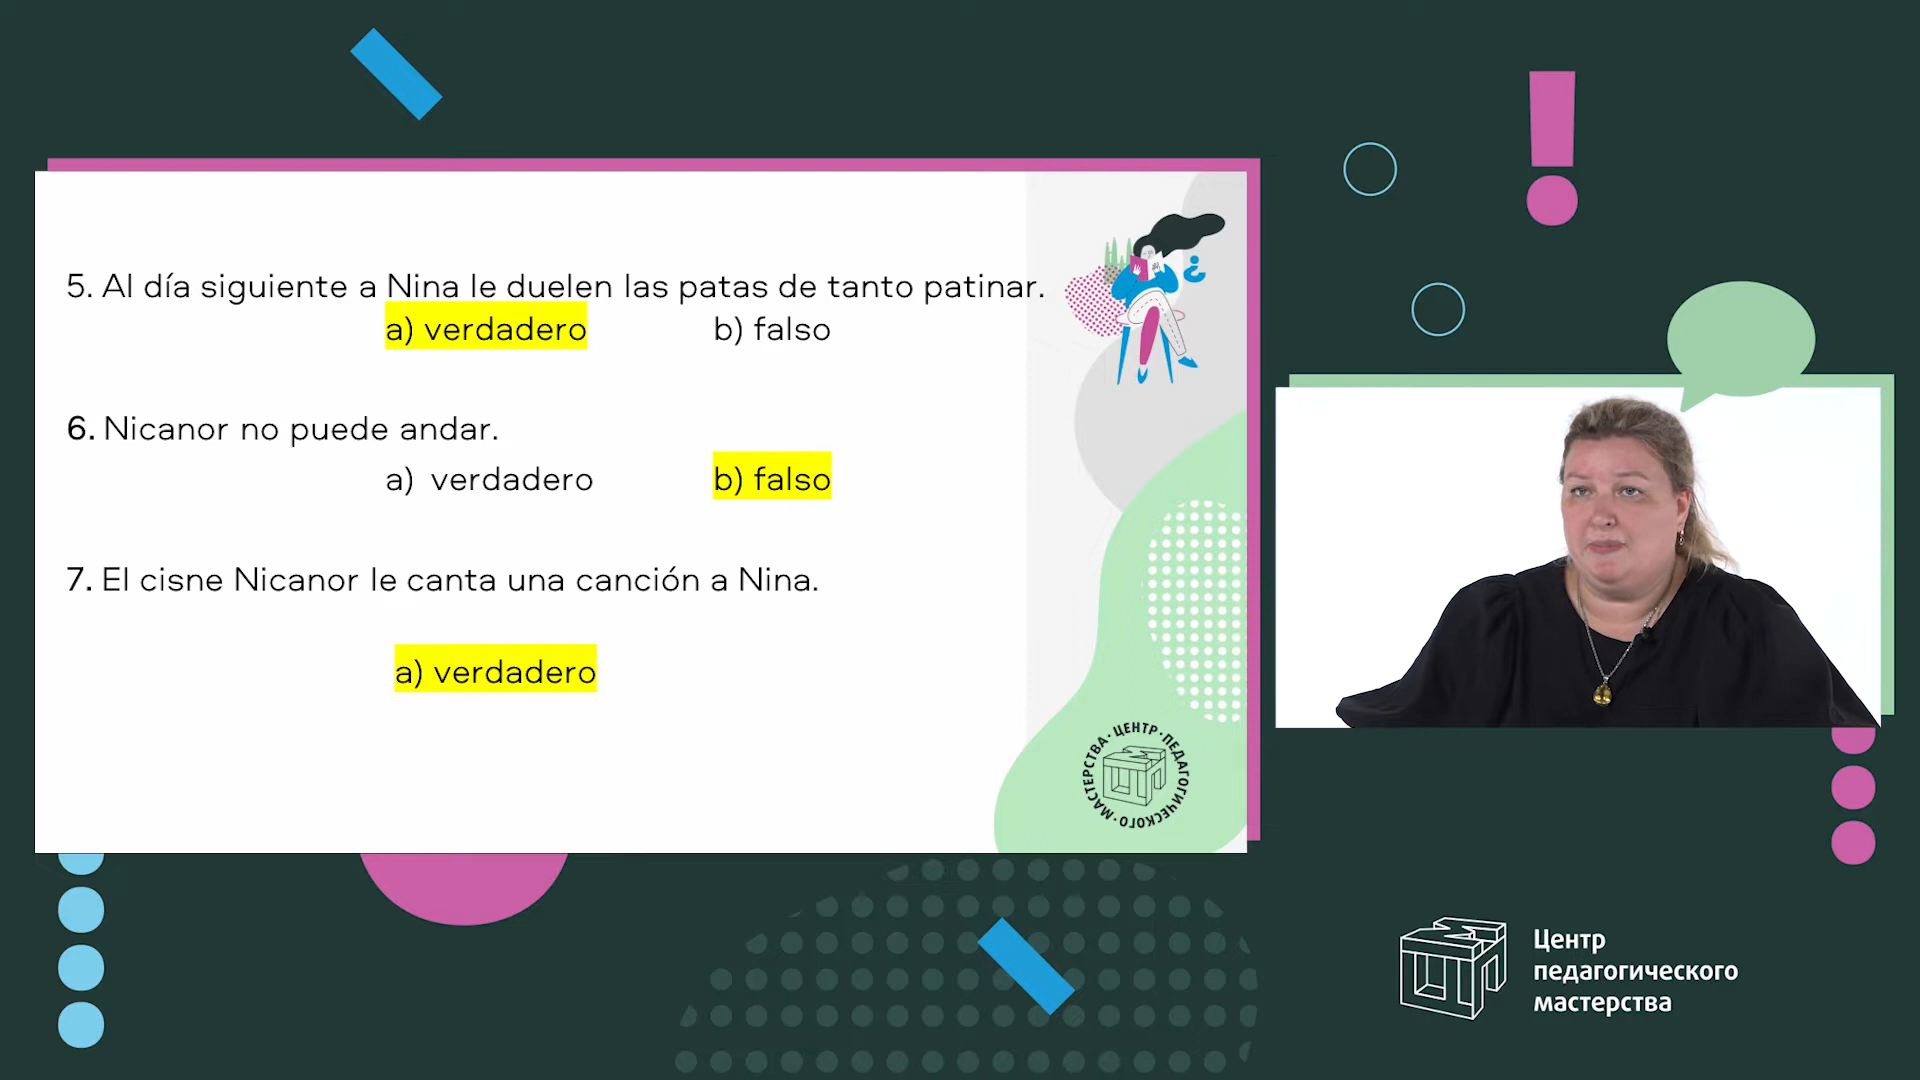 5. Al día siguiente a Nina le duelen las patas de tanto patinar.
a) verdadero b) falso
6. Nicanor no puede andar.
a) verdadero b) falso
7. El cisne Nicanor le canta una canción a Nina.
a) verdadero
ЦЕНТР · ПЕДАГОГИЧЕСКОГО · МАСТЕРСТВА ·
Центр
педагогического
мастерства